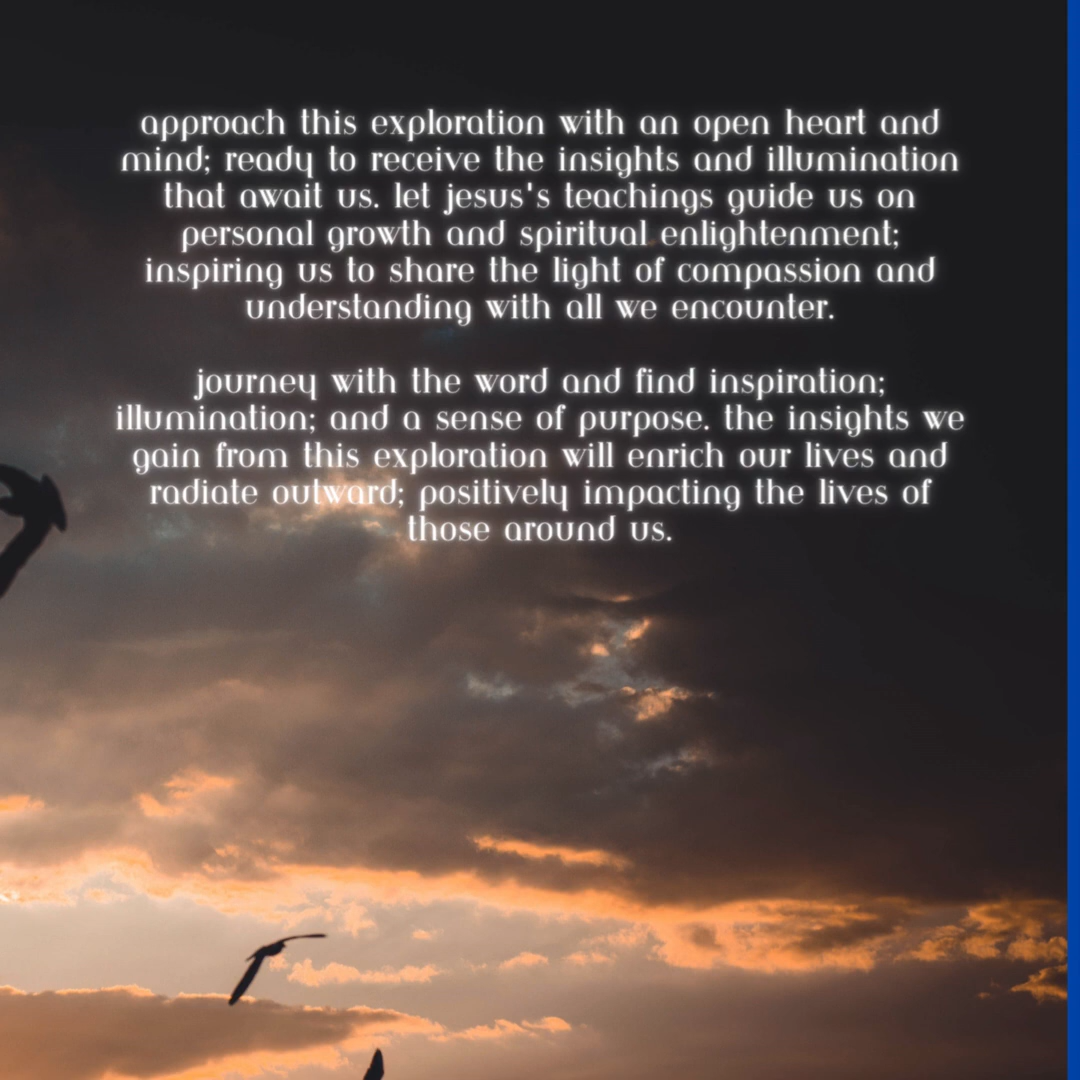 approach this exploration with an open heart and
mind; ready to receive the insights and illumination
that await us. let jesus's teachings guide us on
personal growth and spiritual enlightenment;
inspiring us to share the light of compassion and
understanding with all we encounter.
journey with the word and find inspiration;
illumination; and a sense of purpose. the insights we
gain from this exploration will enrich our lives and
radiate outward; positively impacting the lives of
those around us.